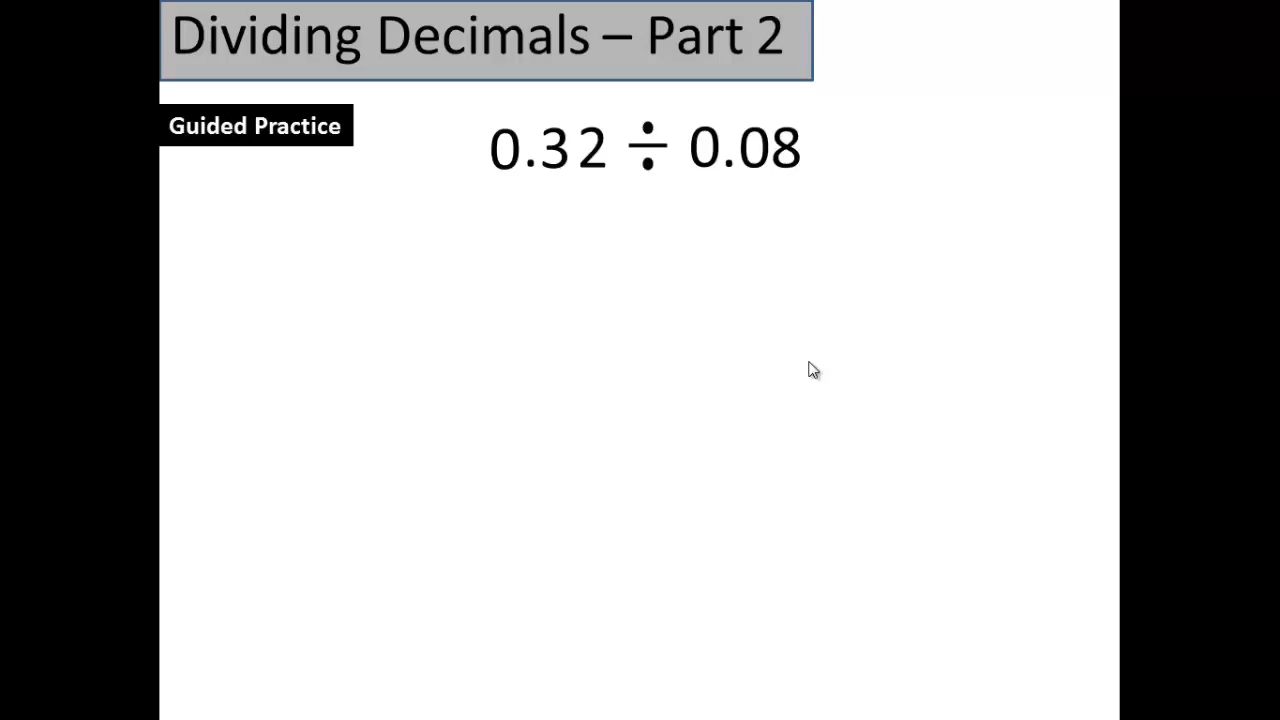 Dividing Decimals – Part 2
Guided Practice
0.32 ÷ 0.08